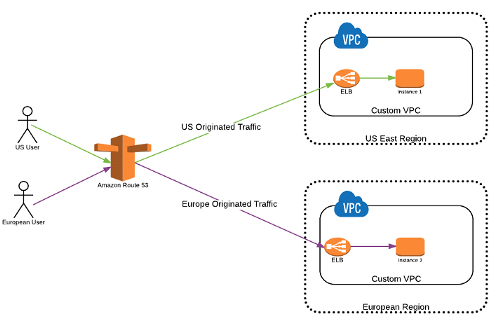 VPC
ELB
Instance 1
Custom VPC
US East Region
US Originated Traffic
US User
Amazon Route 53
European User
Europe Originated Traffic
VPC
ELB
Instance 2
Custom VPC
European Region